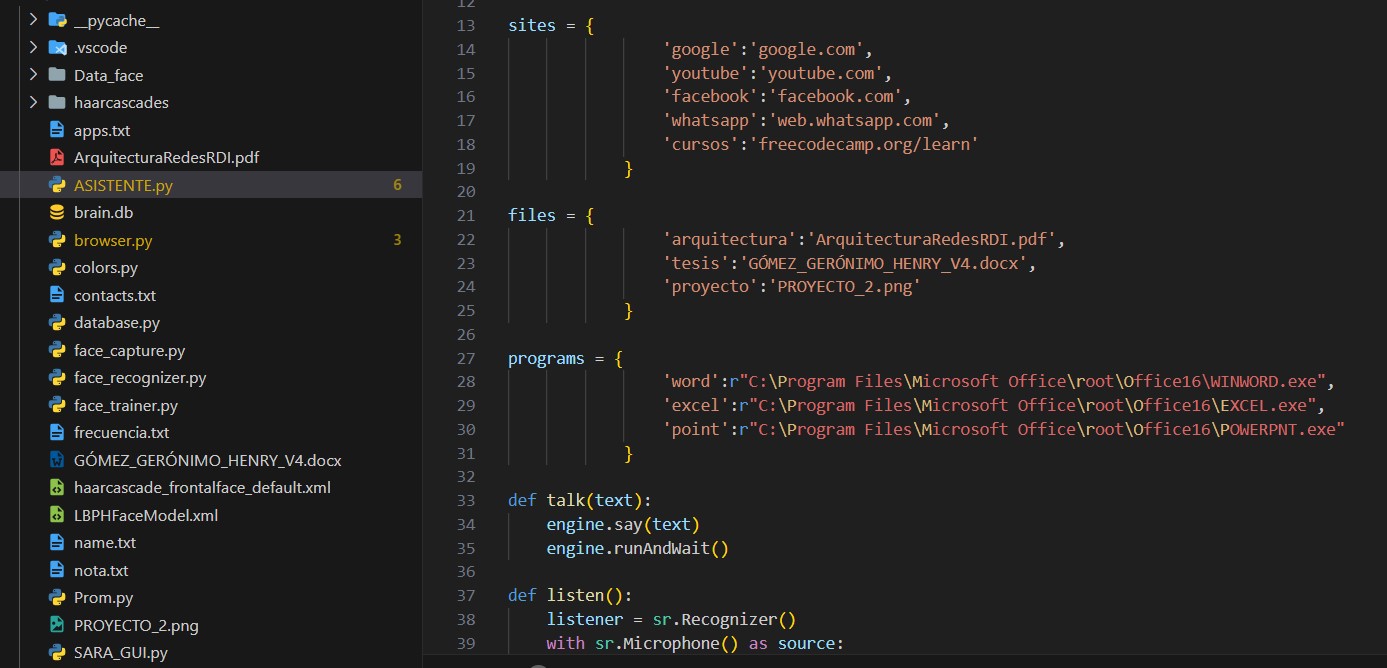 __pycache__
.vscode
Data_face
haarcascades
apps.txt
ArquitecturaRedesRDI.pdf
ASISTENTE.py 6
brain.db
browser.py 3
colors.py
contacts.txt
database.py
face_capture.py
face_recognizer.py
face_trainer.py
frecuencia.txt
GÓMEZ_GERÓNIMO_HENRY_V4.docx
haarcascade_frontalface_default.xml
LBPHFaceModel.xml
name.txt
nota.txt
Prom.py
PROYECTO_2.png
SARA_GUI.py
12
13 sites = {
14 'google':'google.com',
15 'youtube':'youtube.com',
16 'facebook':'facebook.com',
17 'whatsapp':'web.whatsapp.com',
18 'cursos':'freecodecamp.org/learn'
19 }
20
21 files = {
22 'arquitectura':'ArquitecturaRedesRDI.pdf',
23 'tesis':'GÓMEZ_GERÓNIMO_HENRY_V4.docx',
24 'proyecto':'PROYECTO_2.png'
25 }
26
27 programs = {
28 'word':r"C:\Program Files\Microsoft Office\root\Office16\WINWORD.exe",
29 'excel':r"C:\Program Files\Microsoft Office\root\Office16\EXCEL.exe",
30 'point':r"C:\Program Files\Microsoft Office\root\Office16\POWERPNT.exe"
31 }
32
33 def talk(text):
34 engine.say(text)
35 engine.runAndWait()
36
37 def listen():
38 listener = sr.Recognizer()
39 with sr.Microphone() as source: